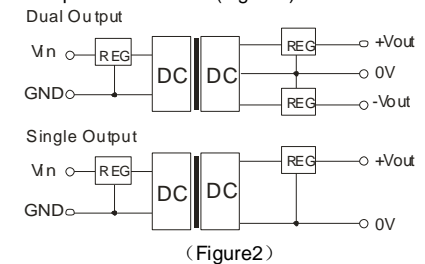 Dual Output
Vin
REG
DC
DC
REG
+Vout
0V
GND
REG
-Vout
Single Output
Vin
REG
DC
DC
REG
+Vout
GND
0V
（Figure2）